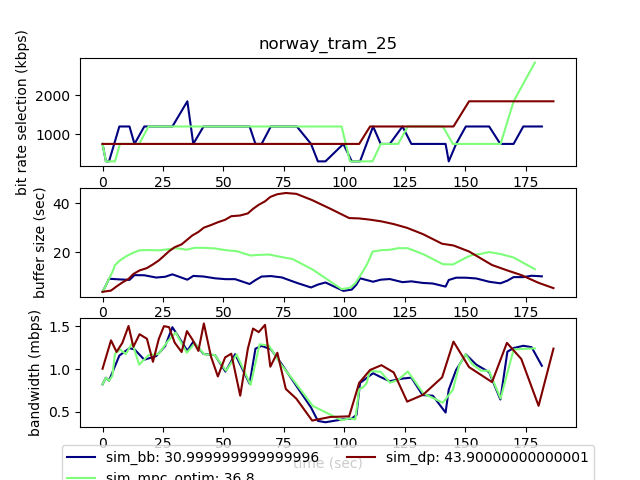 norway_tram_25
bit rate selection (kbps)
2000
1000
0 25 50 75 100 125 150 175
buffer size (sec)
40
20
0 25 50 75 100 125 150 175
bandwidth (mbps)
1.5
1.0
0.5
0 25 50 75 100 125 150 175
time (sec)
sim_bb: 30.999999999999996 sim_dp: 43.90000000000001
sim_mpc_optim: 36.8